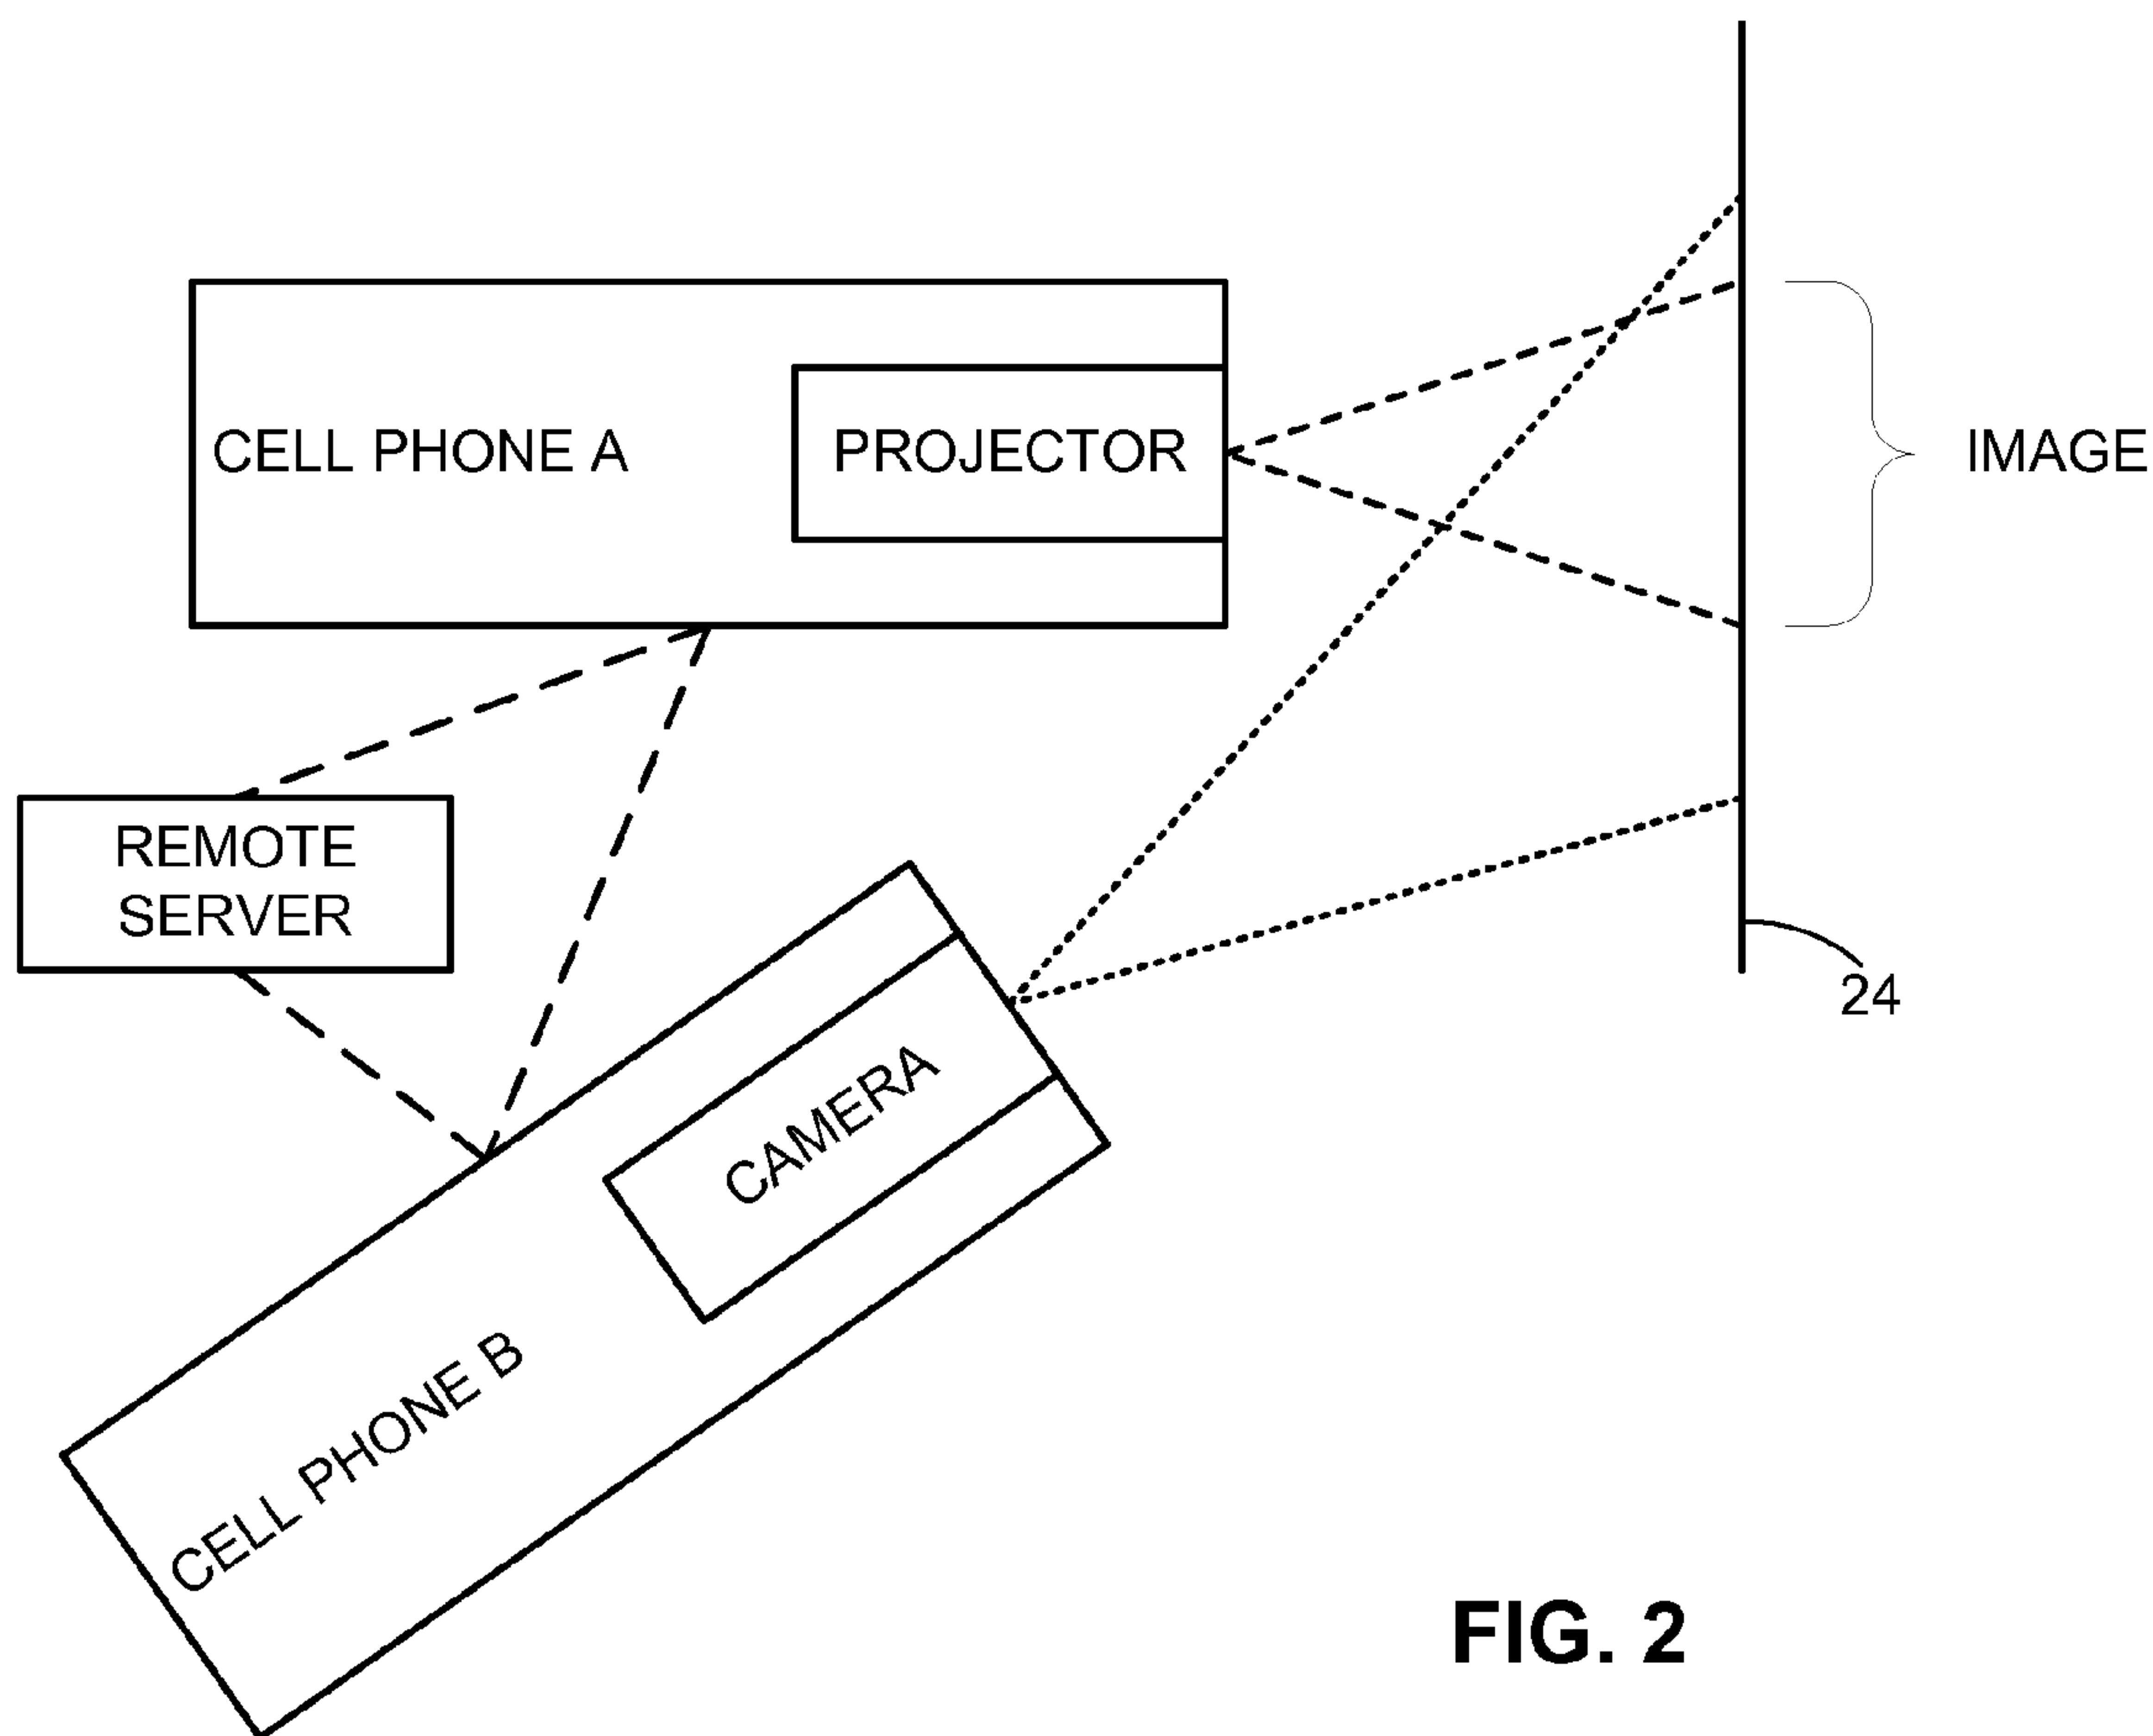 CELL PHONE A
PROJECTOR
IMAGE
REMOTE
SERVER
24
CAMERA
CELL PHONE B
FIG. 2